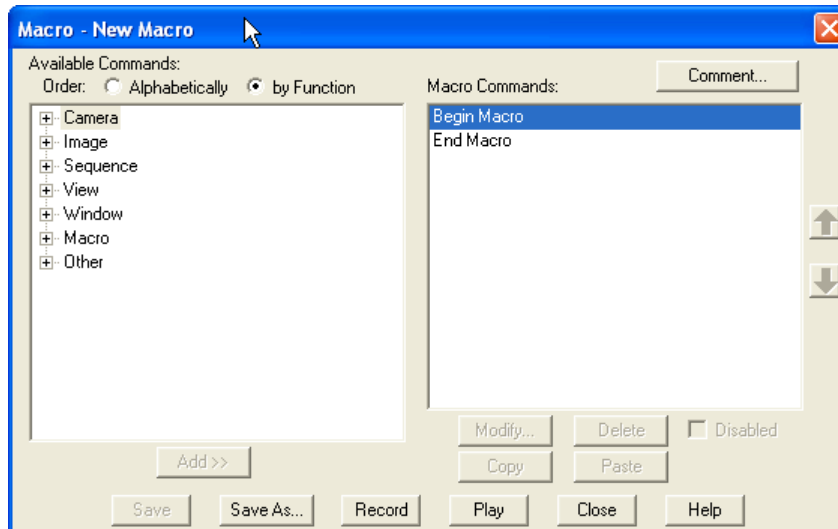 Macro - New Macro
Available Commands:
Order: Alphabetically by Function
Camera
Image
Sequence
View
Window
Macro
Other
Add >>
Comment...
Macro Commands:
Begin Macro
End Macro
Modify... Delete Disabled
Copy Paste
Save Save As... Record Play Close Help